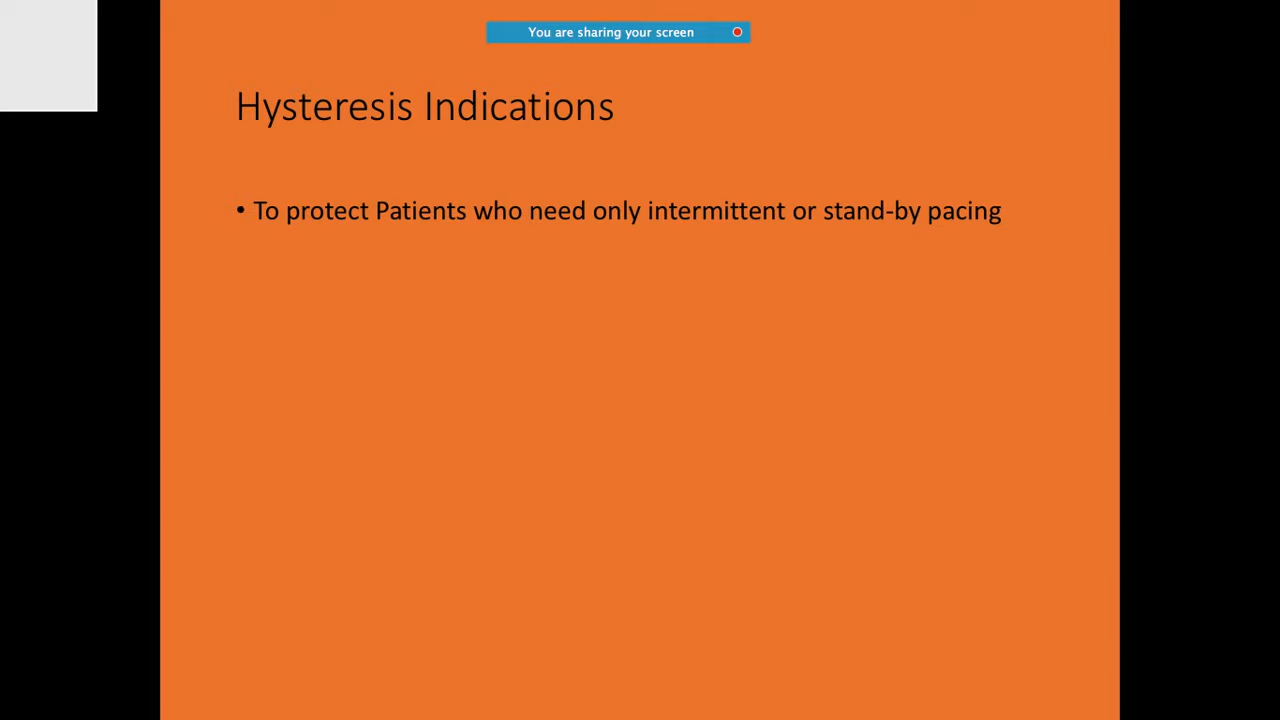 You are sharing your screen
Hysteresis Indications
• To protect Patients who need only intermittent or stand-by pacing